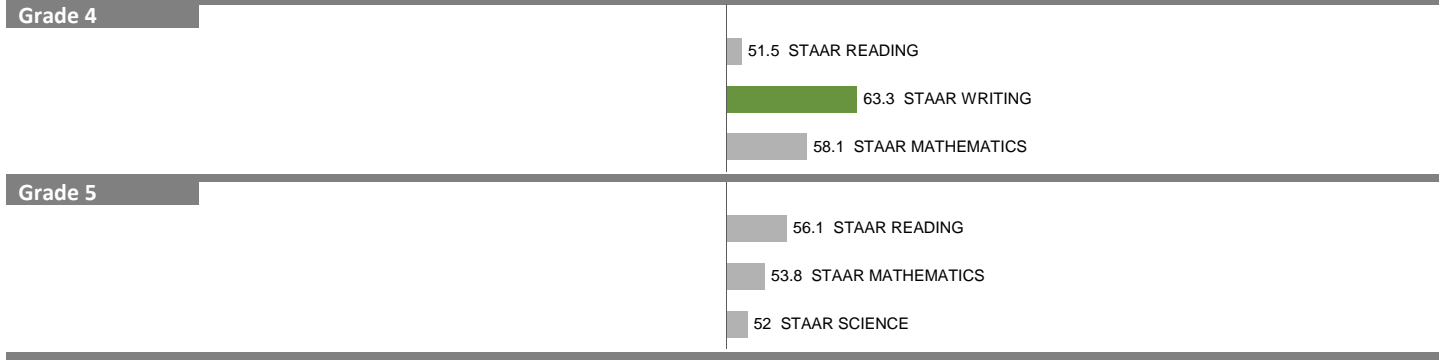 Grade 4
51.5 STAAR READING
63.3 STAAR WRITING
58.1 STAAR MATHEMATICS
Grade 5
56.1 STAAR READING
53.8 STAAR MATHEMATICS
52 STAAR SCIENCE